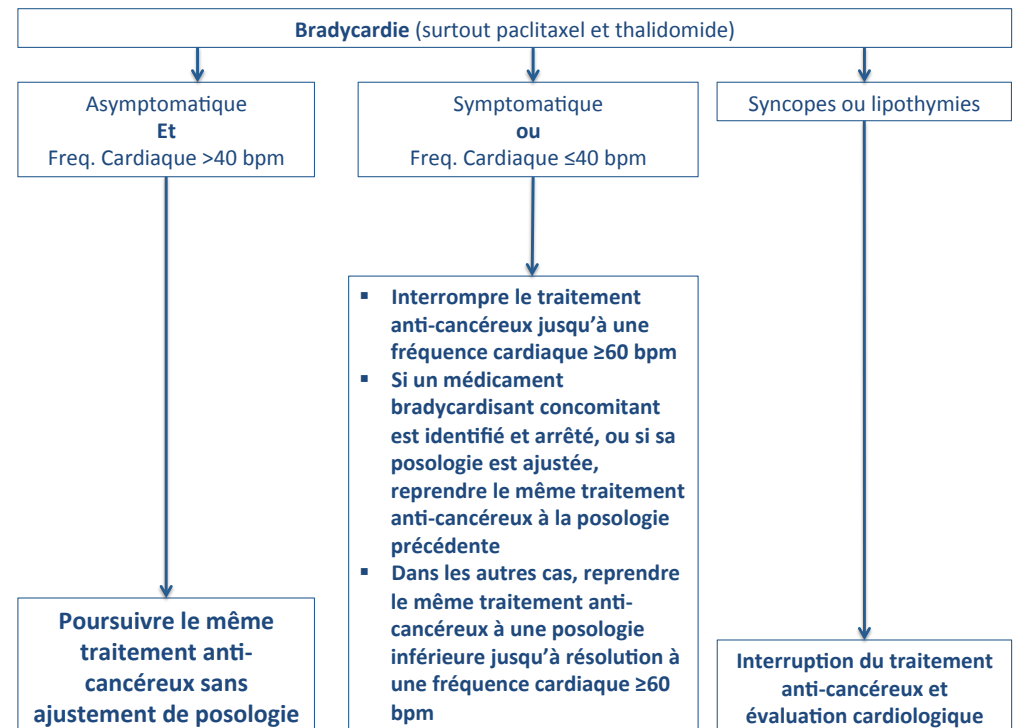 Bradycardie (surtout paclitaxel et thalidomide)
Asymptomatique
Et
Freq. Cardiaque >40 bpm
Symptomatique
ou
Freq. Cardiaque ≤40 bpm
Syncopes ou lipothymies
▪ Interrompre le traitement
anti-cancéreux jusqu’à une
fréquence cardiaque ≥60 bpm
▪ Si un médicament
bradycardisant concomitant
est identifié et arrêté, ou si sa
posologie est ajustée,
reprendre le même traitement
anti-cancéreux à la posologie
précédente
▪ Dans les autres cas, reprendre
le même traitement anti-
cancéreux à une posologie
inférieure jusqu’à résolution à
une fréquence cardiaque ≥60
bpm
Poursuivre le même
traitement anti-
cancéreux sans
ajustement de posologie
Interruption du traitement
anti-cancéreux et
évaluation cardiologique